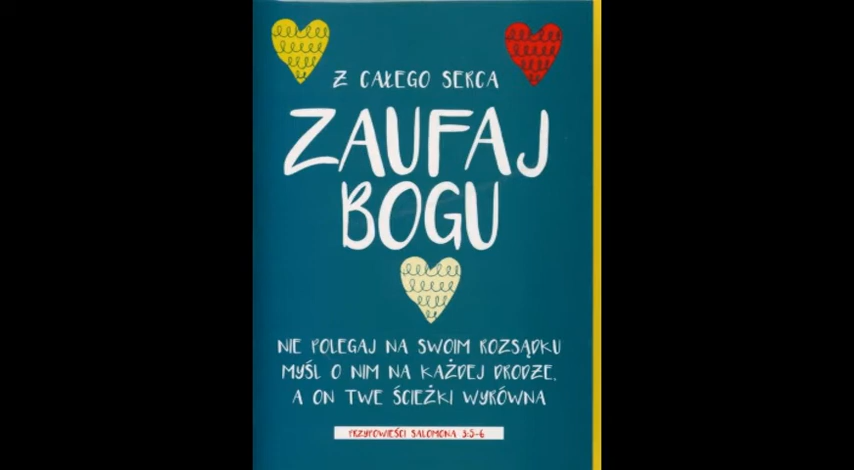 Z CAŁEGO SERCA
ZAUFAJ
BOGU
NIE POLEGAJ NA SWOIM ROZSĄDKU
MYŚL O NIM NA KAŻDEJ DRODZE,
A ON TWE ŚCIEŻKI WYRÓWNA
PRZYPOWIEŚCI SALOMONA 3:5-6